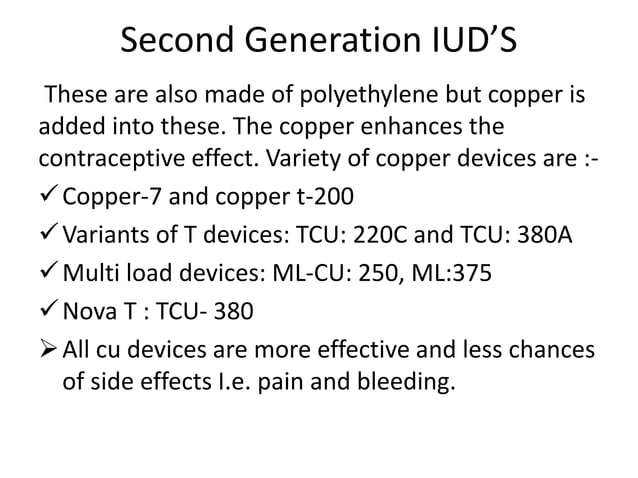 Second Generation IUD’S
These are also made of polyethylene but copper is
added into these. The copper enhances the
contraceptive effect. Variety of copper devices are :-
✓Copper-7 and copper t-200
✓Variants of T devices: TCU: 220C and TCU: 380A
✓Multi load devices: ML-CU: 250, ML:375
✓Nova T : TCU- 380
➢All cu devices are more effective and less chances
of side effects I.e. pain and bleeding.